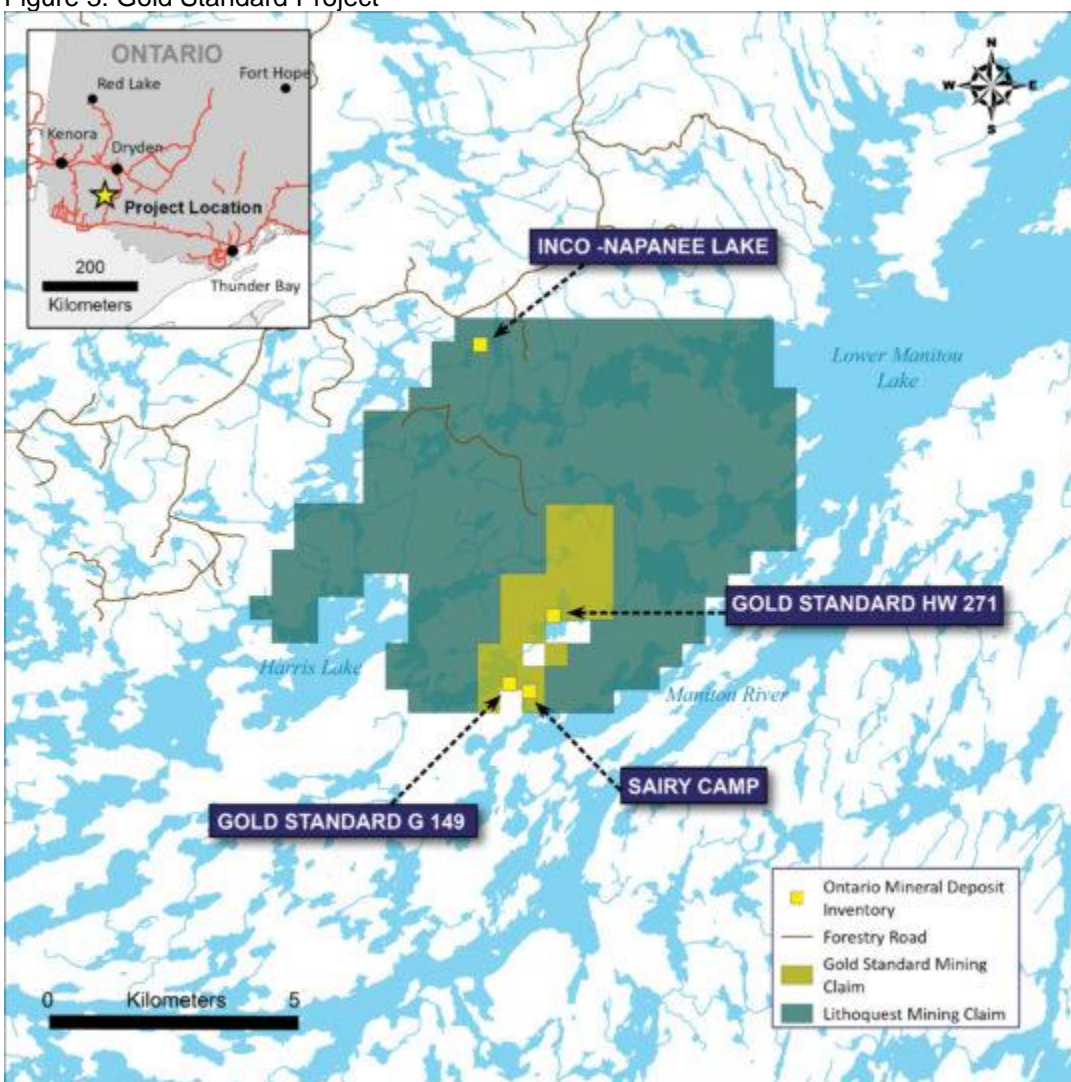 Figure 3: Gold Standard Project
ONTARIO
Fort Hope
Red Lake
Kenora
Dryden
Project Location
200
Kilometers
Thunder Bay
N
W
E
S
INCO -NAPANEE LAKE
Lower Manitou
Lake
GOLD STANDARD HW 271
Harris Lake
Manitou River
SAIRY CAMP
GOLD STANDARD G 149
Ontario Mineral Deposit
Inventory
Forestry Road
Gold Standard Mining
Claim
Lithoquest Mining Claim
0 Kilometers 5